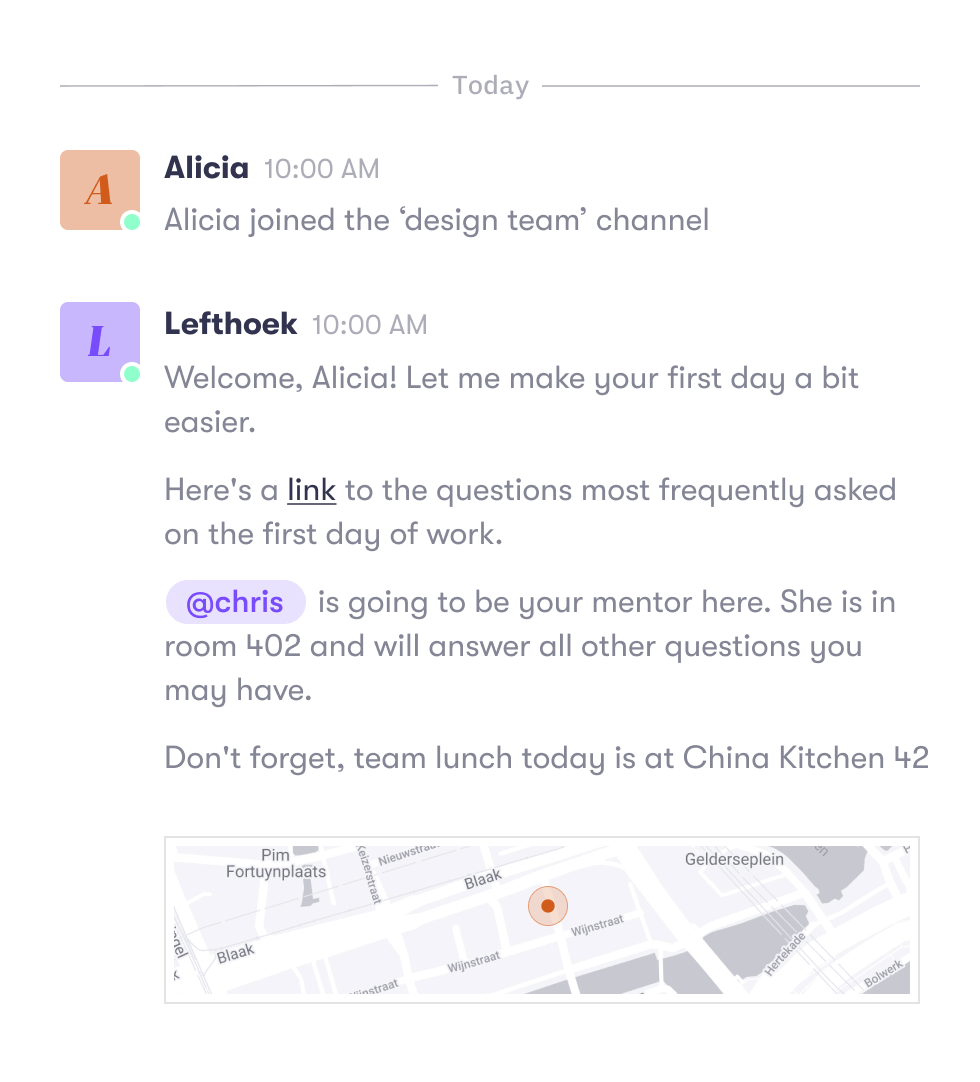 Today
A
Alicia 10:00 AM
Alicia joined the ‘design team’ channel
L
Lefthoek 10:00 AM
Welcome, Alicia! Let me make your first day a bit
easier.
Here's a link to the questions most frequently asked
on the first day of work.
@chris is going to be your mentor here. She is in
room 402 and will answer all other questions you
may have.
Don't forget, team lunch today is at China Kitchen 42
Pim
Fortuynplaats
Keizerstraat
Nieuwstra
Blaak
Gelderseplein
Blaak
Wijnstraat
Wijnstraat
Wijnstraat
Hertekade
Bolwerk